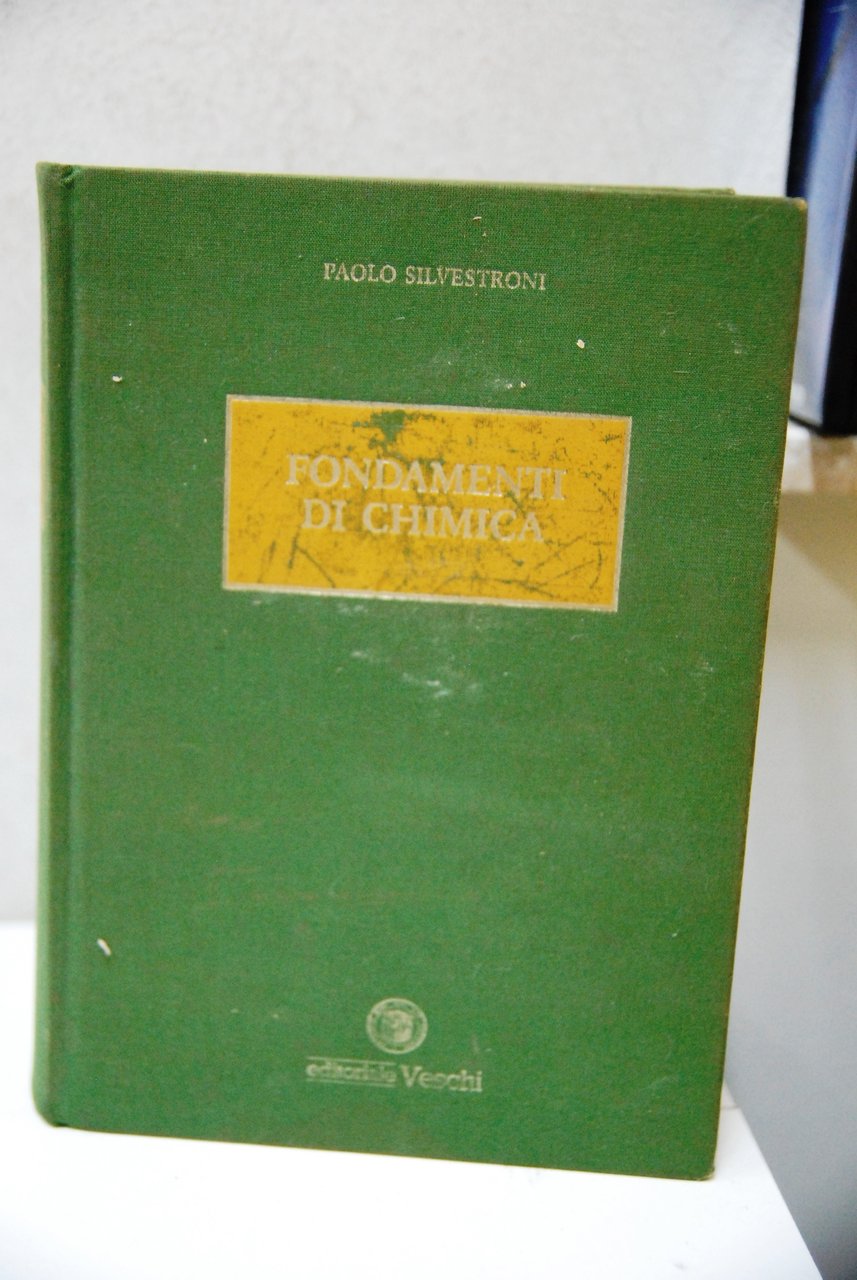 PAOLO SILVESTRONI
FONDAMENTI
DI CHIMICA
editoriale Veschi